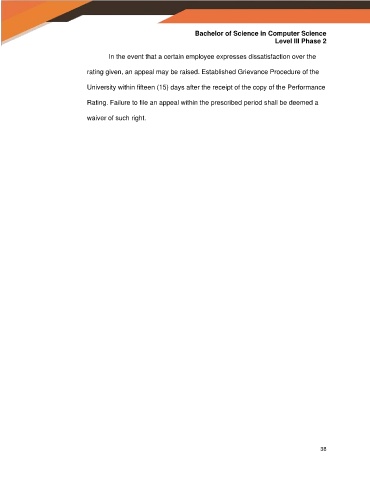 Bachelor of Science in Computer Science
Level III Phase 2
In the event that a certain employee expresses dissatisfaction over the
rating given, an appeal may be raised. Established Grievance Procedure of the
University within fifteen (15) days after the receipt of the copy of the Performance
Rating. Failure to file an appeal within the prescribed period shall be deemed a
waiver of such right.
38